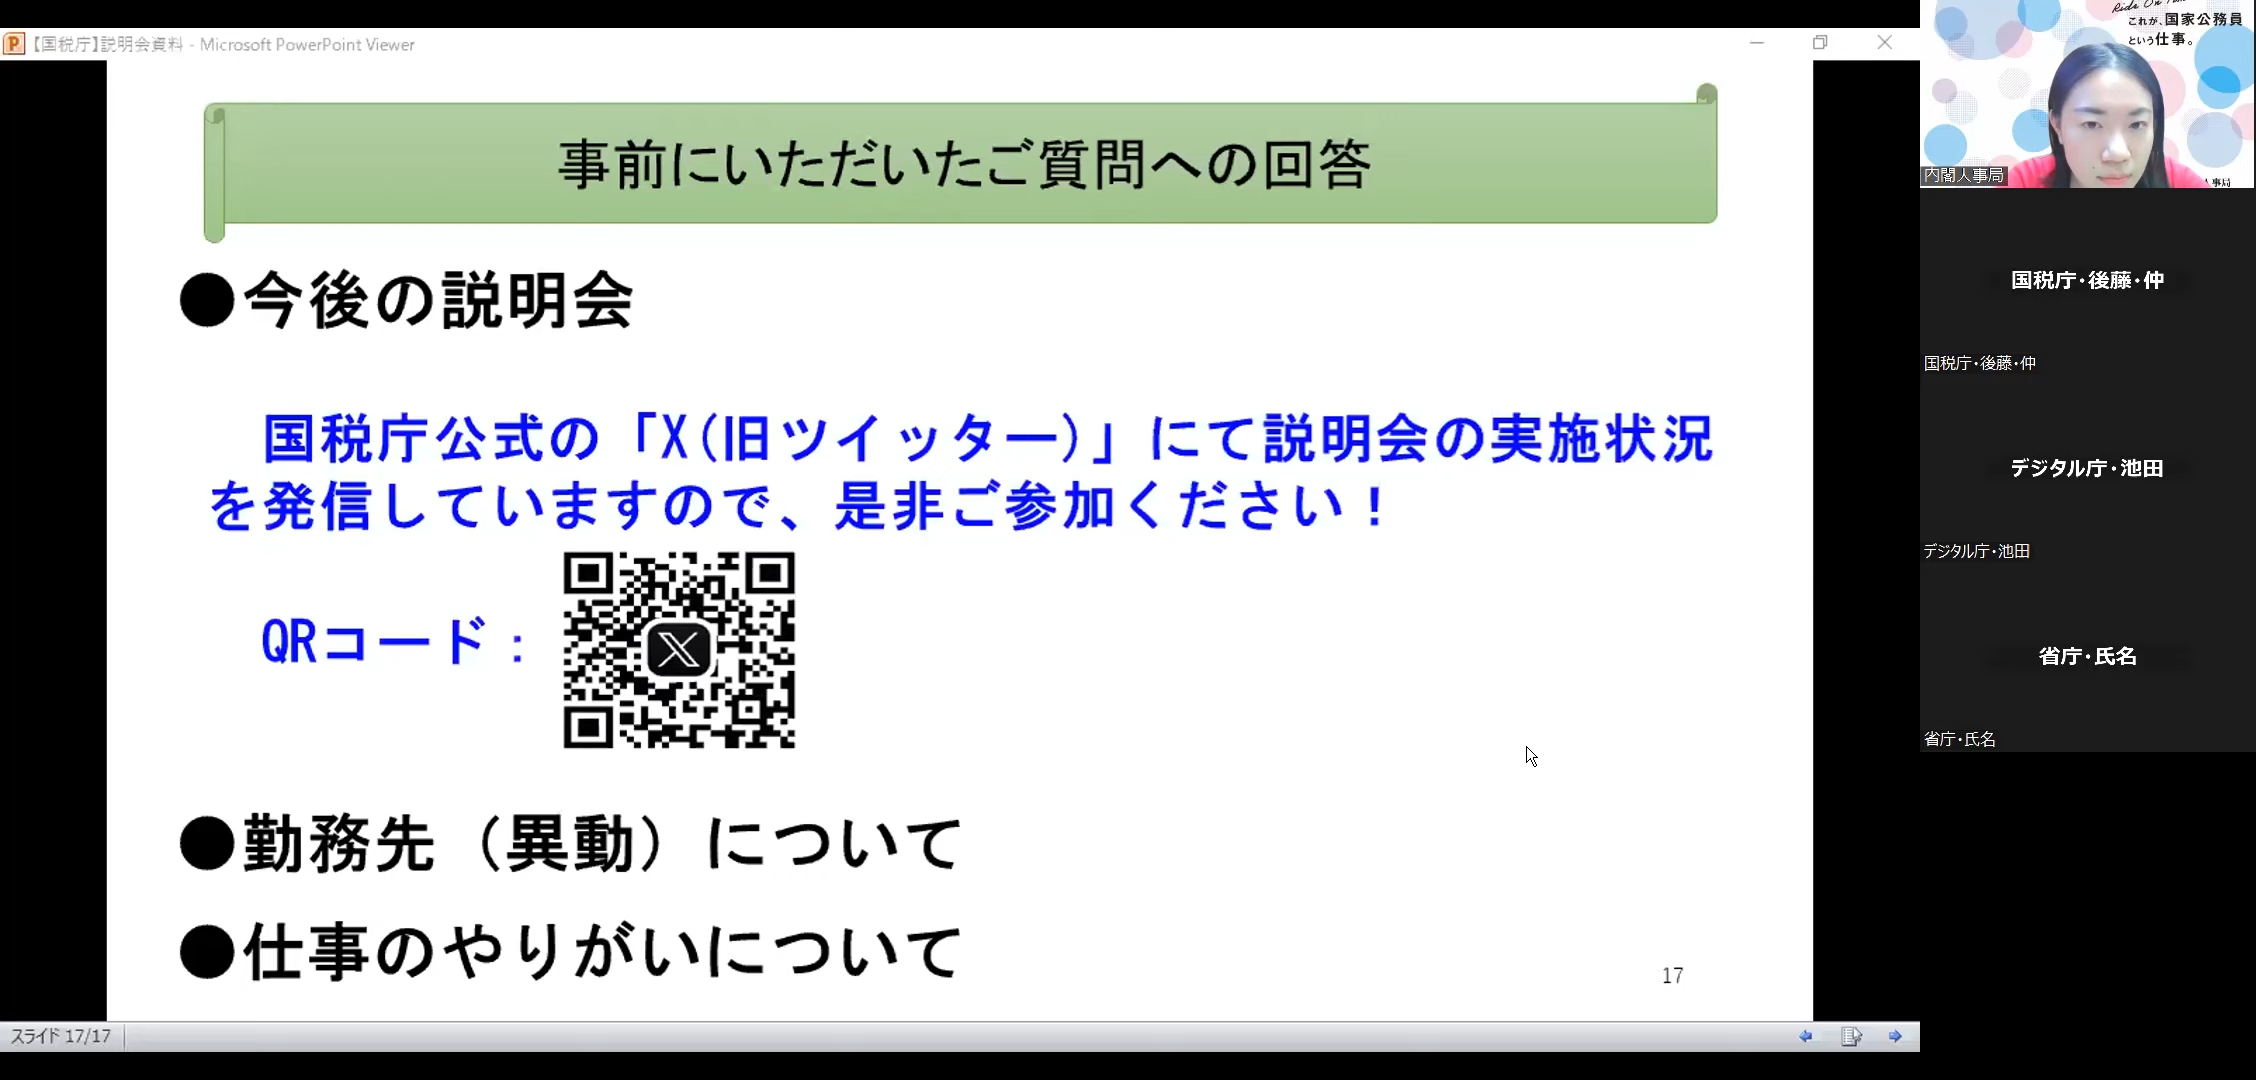 【国税庁】説明会資料 - Microsoft PowerPoint Viewer
事前にいただいたご質問への回答
●今後の説明会
国税庁公式の「X(旧ツイッター)」にて説明会の実施状況
を発信していますので、是非ご参加ください！
QRコード：
●勤務先（異動）について
●仕事のやりがいについて
17
スライド 17/17
これが、国家公務員
という仕事。
人事局
内閣人事局
国税庁・後藤・仲
国税庁・後藤・仲
デジタル庁・池田
デジタル庁・池田
省庁・氏名
省庁・氏名